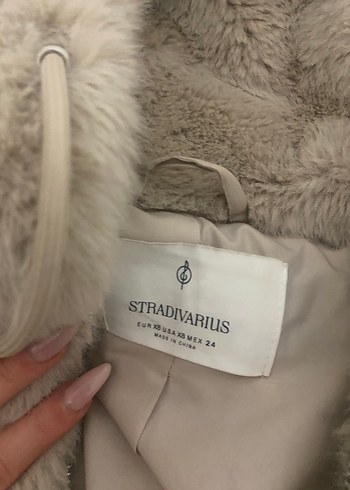 STRADIVARIUS
EUR XS USA XS MEX 24
MADE IN CHINA